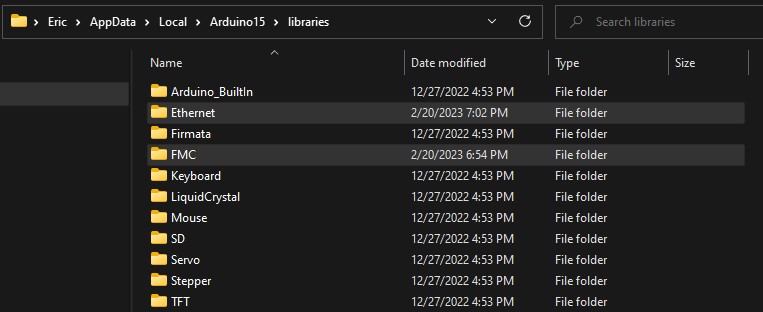 Eric > AppData > Local > Arduino15 > libraries Search libraries
Name Date modified Type Size
Arduino_BuiltIn 12/27/2022 4:53 PM File folder
Ethernet 2/20/2023 7:02 PM File folder
Firmata 12/27/2022 4:53 PM File folder
FMC 2/20/2023 6:54 PM File folder
Keyboard 12/27/2022 4:53 PM File folder
LiquidCrystal 12/27/2022 4:53 PM File folder
Mouse 12/27/2022 4:53 PM File folder
SD 12/27/2022 4:53 PM File folder
Servo 12/27/2022 4:53 PM File folder
Stepper 12/27/2022 4:53 PM File folder
TFT 12/27/2022 4:53 PM File folder